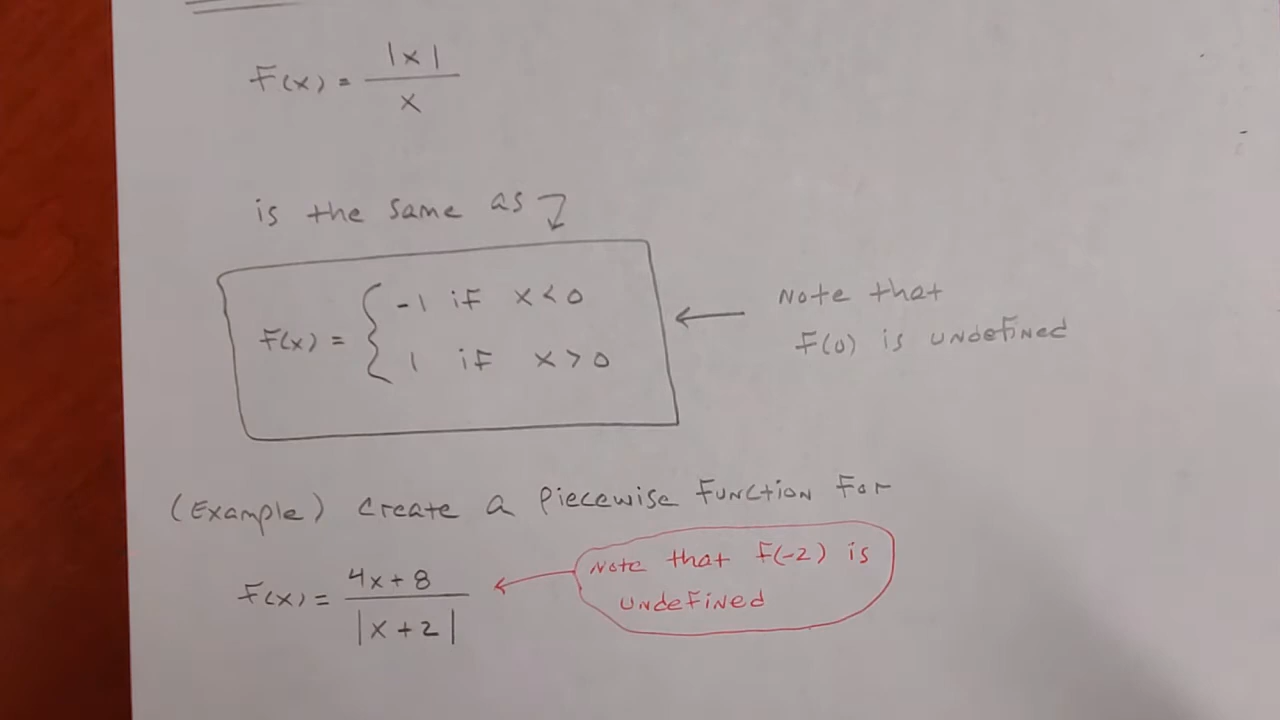 F(x) = |x| / x
is the same as
F(x) = { -1 if x < 0
1 if x > 0
Note that
F(0) is undefined
(Example) Create a Piecewise Function For
F(x) = 4x+8 / |x+2|
Note that F(-2) is
undefined